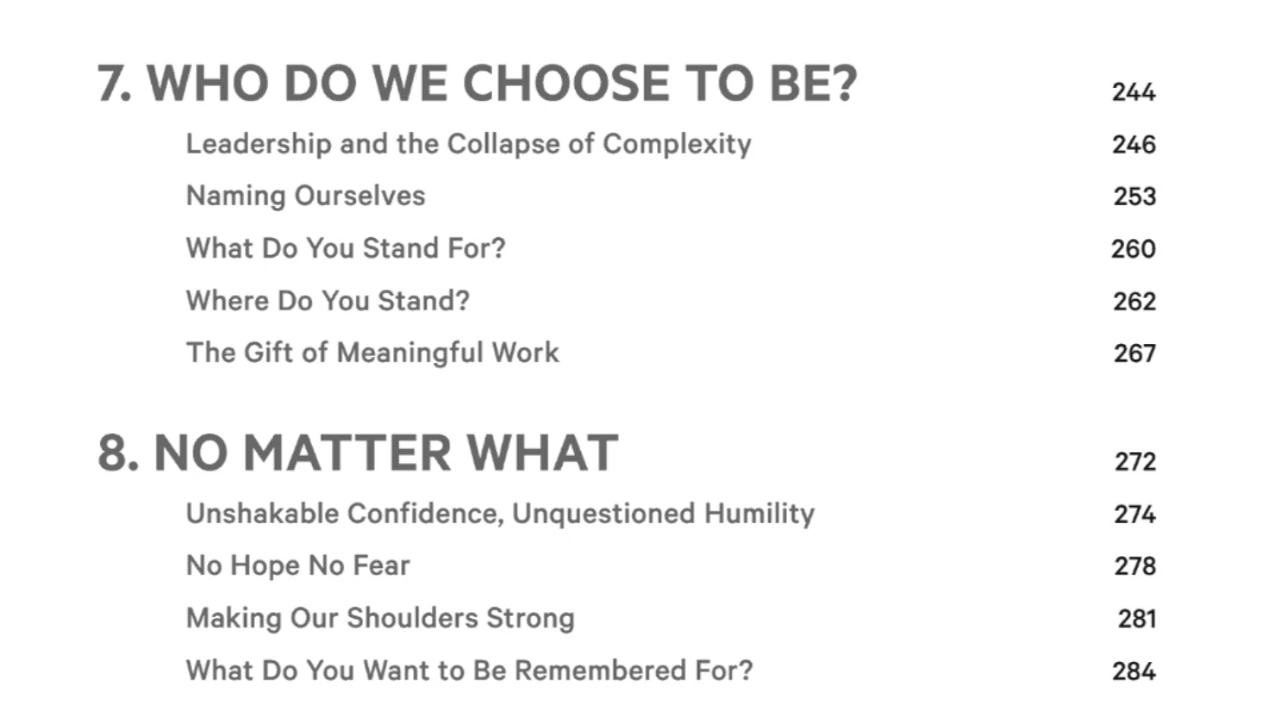 7. WHO DO WE CHOOSE TO BE? 244
Leadership and the Collapse of Complexity 246
Naming Ourselves 253
What Do You Stand For? 260
Where Do You Stand? 262
The Gift of Meaningful Work 267
8. NO MATTER WHAT 272
Unshakable Confidence, Unquestioned Humility 274
No Hope No Fear 278
Making Our Shoulders Strong 281
What Do You Want to Be Remembered For? 284